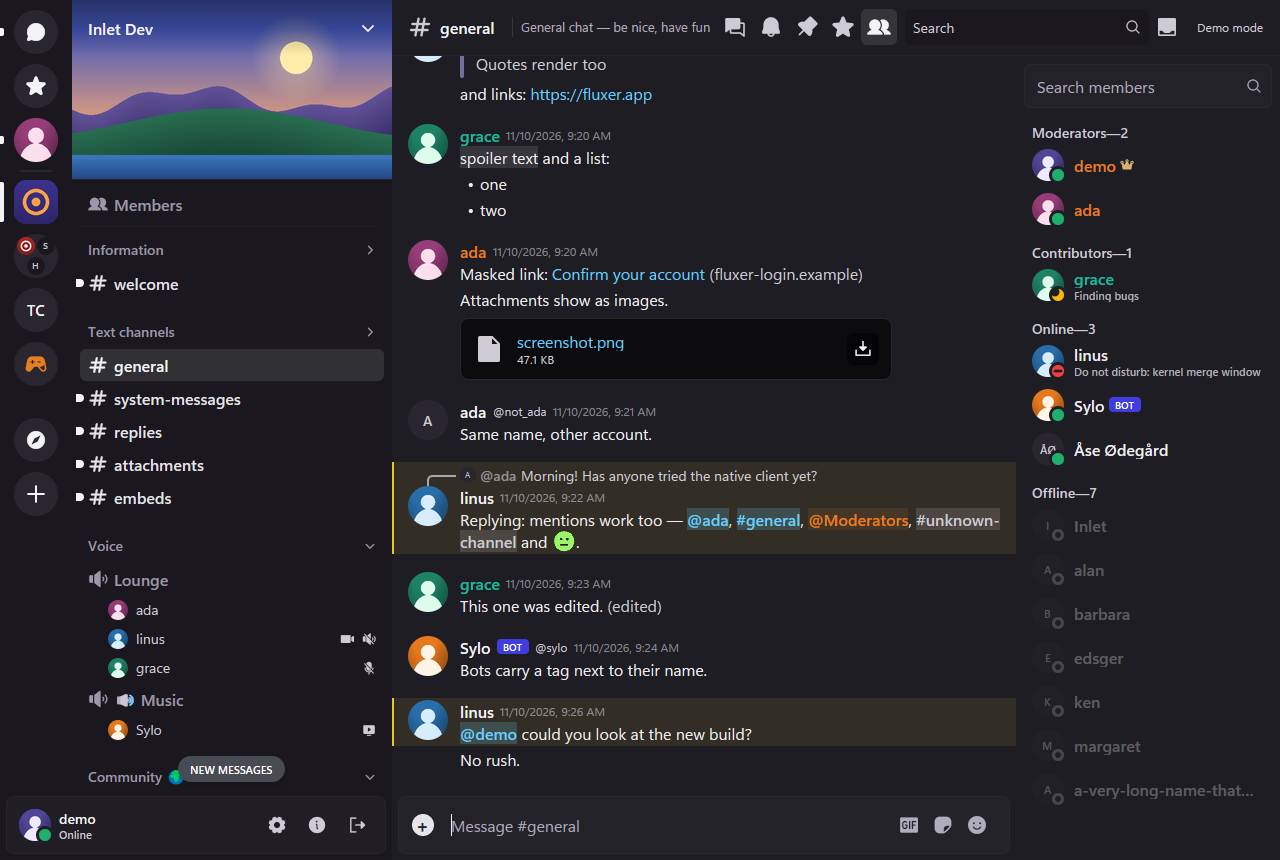 Inlet Dev
general
General chat — be nice, have fun
Search
Demo mode
S
H
TC
Members
Information
welcome
Text channels
general
system-messages
replies
attachments
embeds
Voice
Lounge
ada
linus
grace
Music
Sylo
Community
NEW MESSAGES
demo
Online
Quotes render too
and links: https://fluxer.app
grace 11/10/2026, 9:20 AM
spoiler text and a list:
• one
• two
ada 11/10/2026, 9:20 AM
Masked link: Confirm your account (fluxer-login.example)
Attachments show as images.
screenshot.png
47.1 KB
A
ada @not_ada 11/10/2026, 9:21 AM
Same name, other account.
A @ada Morning! Has anyone tried the native client yet?
linus 11/10/2026, 9:22 AM
Replying: mentions work too — @ada, #general, @Moderators, #unknown-
channel and .
grace 11/10/2026, 9:23 AM
This one was edited. (edited)
Sylo BOT @sylo 11/10/2026, 9:24 AM
Bots carry a tag next to their name.
linus 11/10/2026, 9:26 AM
@demo could you look at the new build?
No rush.
Message #general
GIF
Search members
Moderators—2
demo
ada
Contributors—1
grace
Finding bugs
Online—3
linus
Do not disturb: kernel merge window
Sylo BOT
ÅØ
Åse Ødegård
Offline—7
I Inlet
A alan
B barbara
E edsger
K ken
M margaret
A a-very-long-name-that...